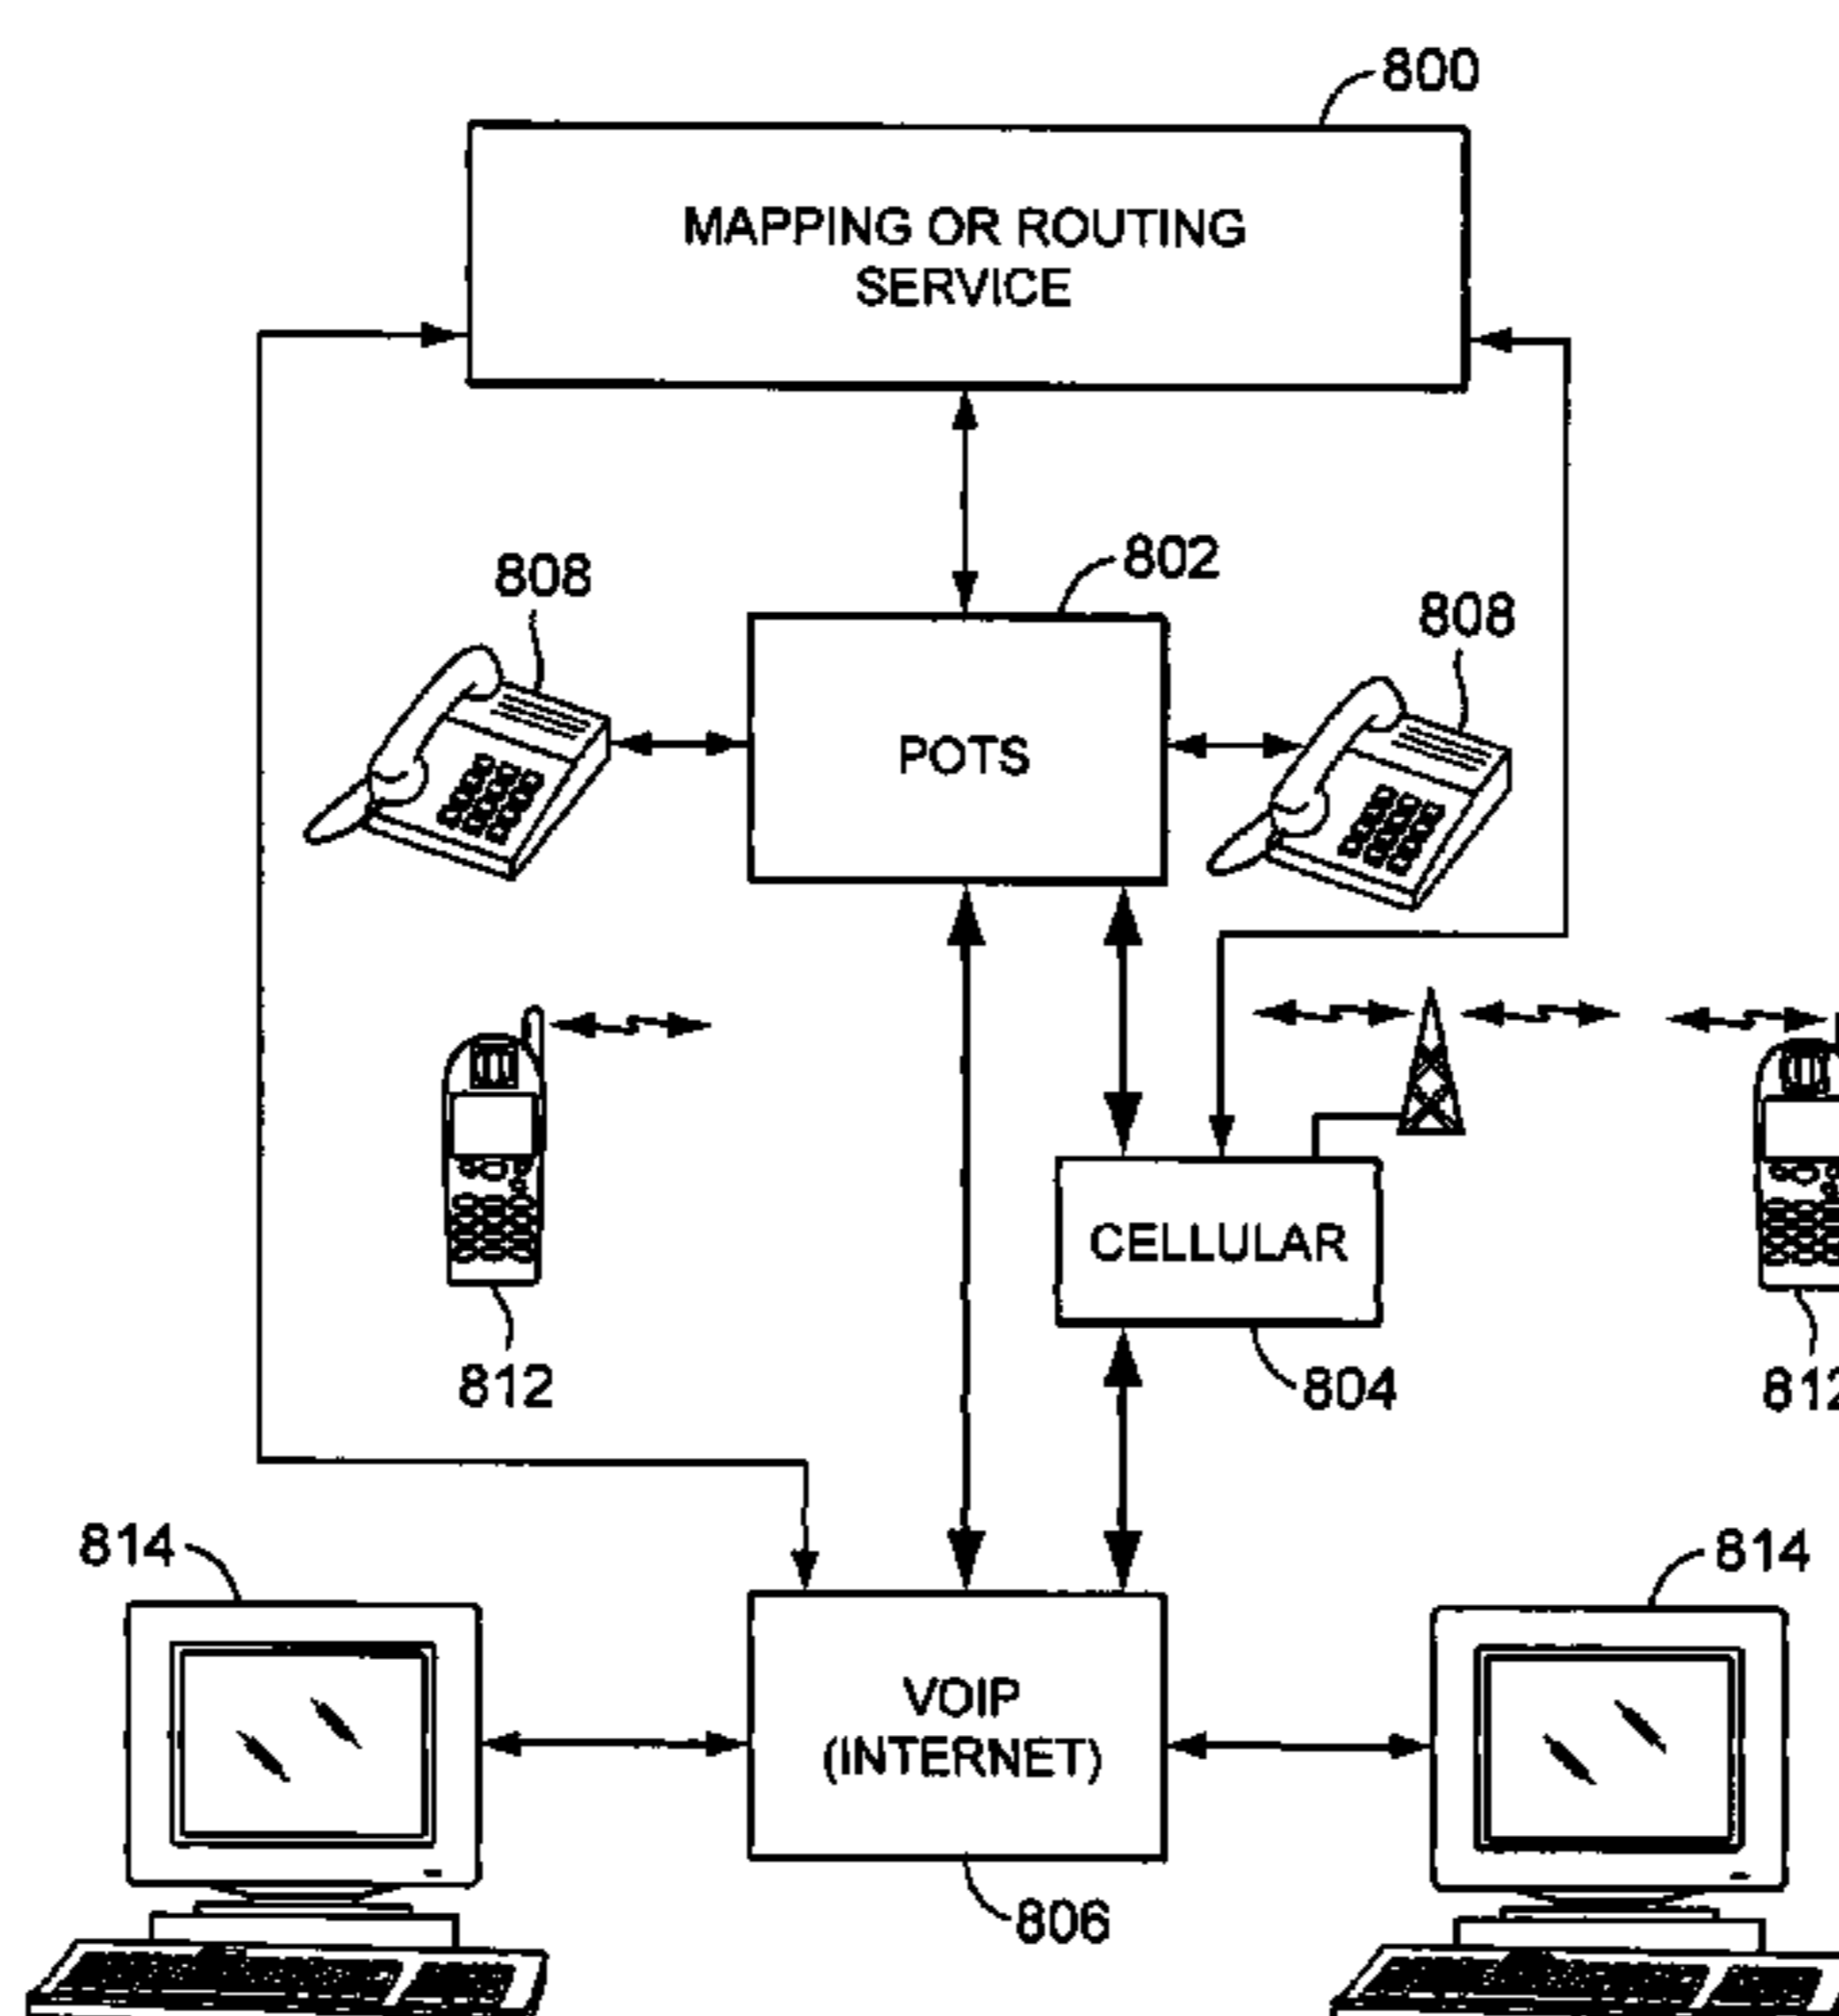 800
MAPPING OR ROUTING
SERVICE
802
808
808
POTS
CELLULAR
812
804
814
814
VOIP
(INTERNET)
806